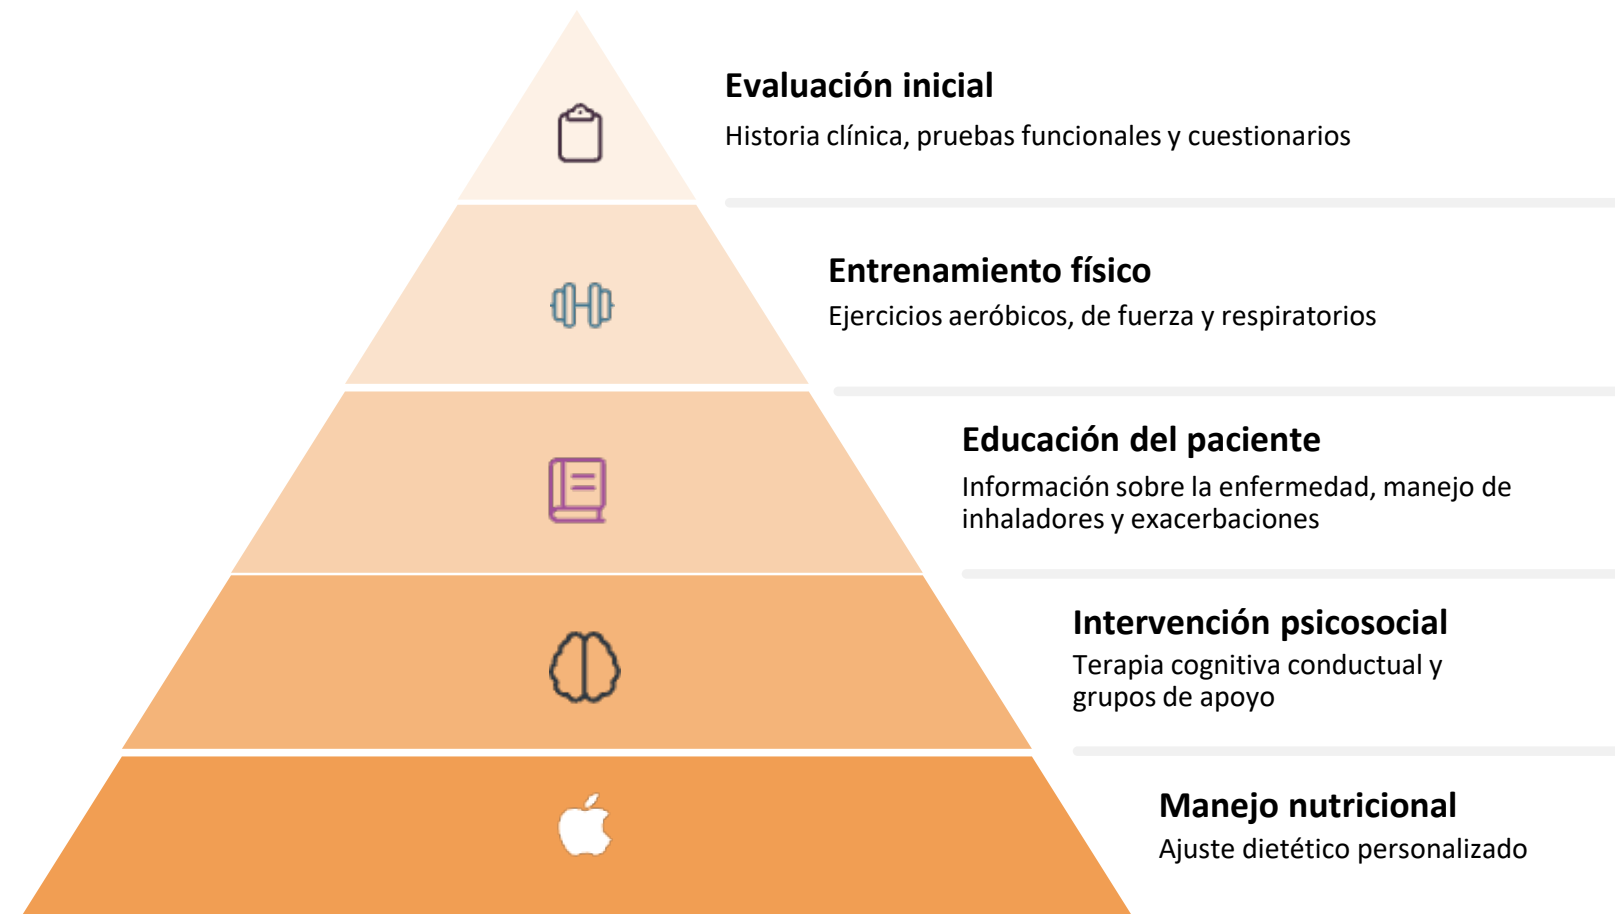 Evaluación inicial
Historia clínica, pruebas funcionales y cuestionarios
Entrenamiento físico
Ejercicios aeróbicos, de fuerza y respiratorios
Educación del paciente
Información sobre la enfermedad, manejo de
inhaladores y exacerbaciones
Intervención psicosocial
Terapia cognitiva conductual y
grupos de apoyo
Manejo nutricional
Ajuste dietético personalizado